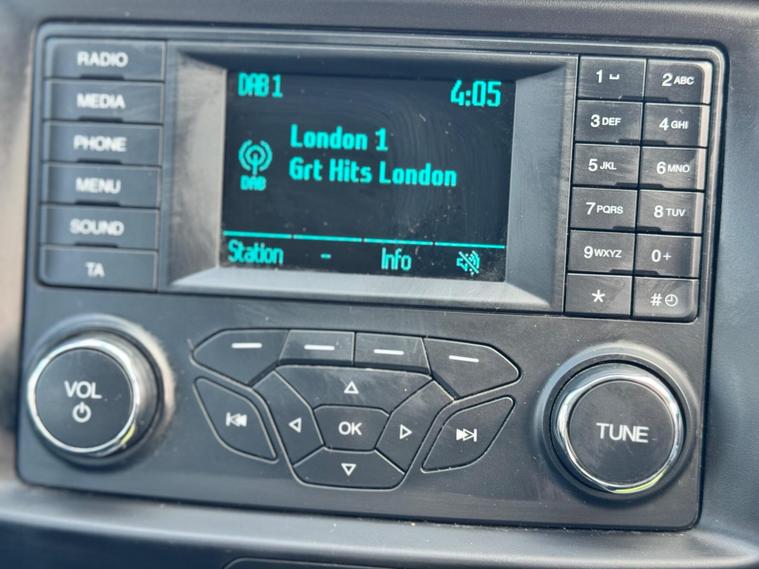 RADIO
MEDIA
PHONE
MENU
SOUND
TA
DAB 1 4:05
London 1
Grt Hits London
DAB
Station - Info
1 ␣ 2 ABC
3 DEF 4 GHI
5 JKL 6 MNO
7 PQRS 8 TUV
9 WXYZ 0 +
* #
VOL
OK
TUNE